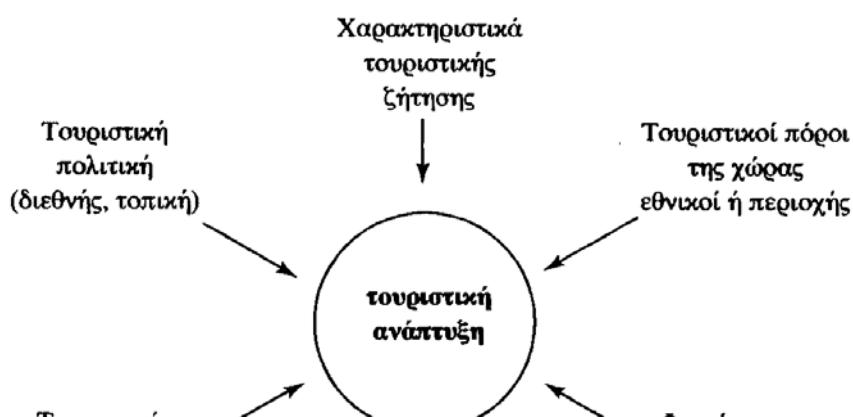 Χαρακτηριστικά
τουριστικής
ζήτησης
Τουριστική
πολιτική
(διεθνής, τοπική)
Τουριστικοί πόροι
της χώρας
εθνικοί ή περιοχής
τουριστική
ανάπτυξη